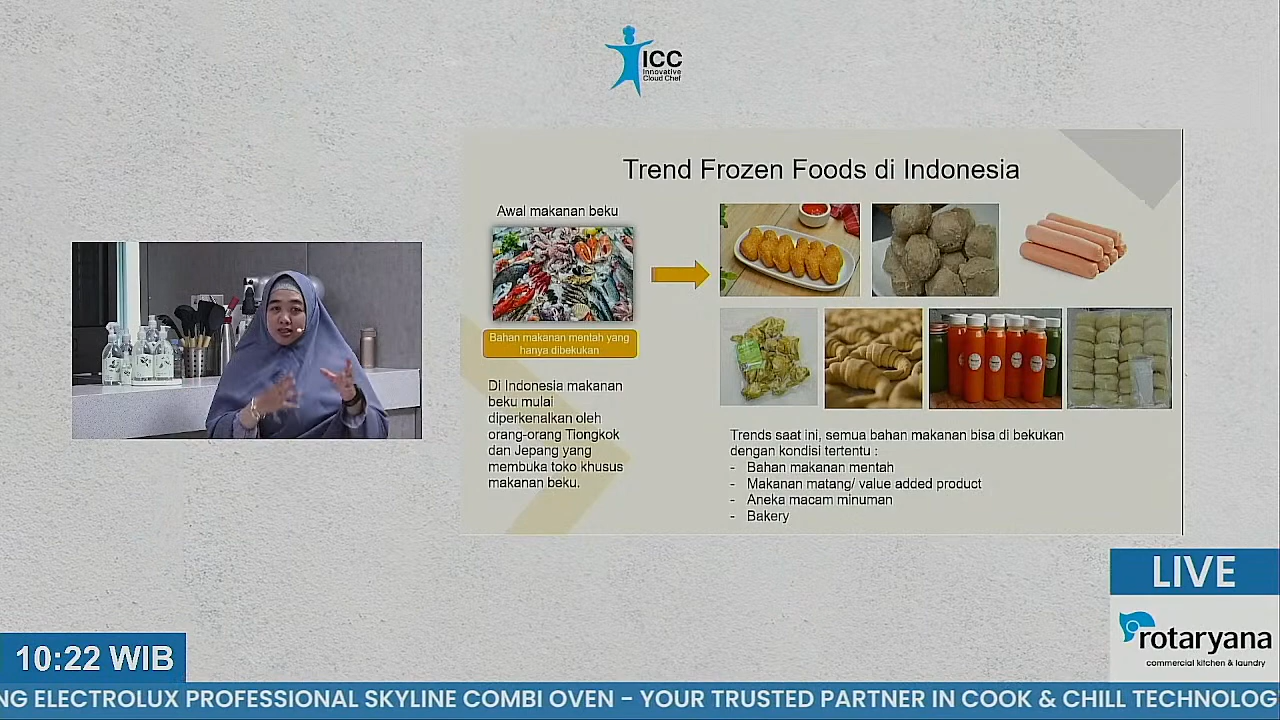 ICC
Innovative
Cloud Chef
Trend Frozen Foods di Indonesia
Awal makanan beku
Bahan makanan mentah yang
hanya dibekukan
Di Indonesia makanan
beku mulai
diperkenalkan oleh
orang-orang Tiongkok
dan Jepang yang
membuka toko khusus
makanan beku.
Trends saat ini, semua bahan makanan bisa di bekukan
dengan kondisi tertentu :
- Bahan makanan mentah
- Makanan matang/ value added product
- Aneka macam minuman
- Bakery
LIVE
rotaryana
commercial kitchen & laundry
10:22 WIB
NG ELECTROLUX PROFESSIONAL SKYLINE COMBI OVEN – YOUR TRUSTED PARTNER IN COOK & CHILL TECHNOLOG